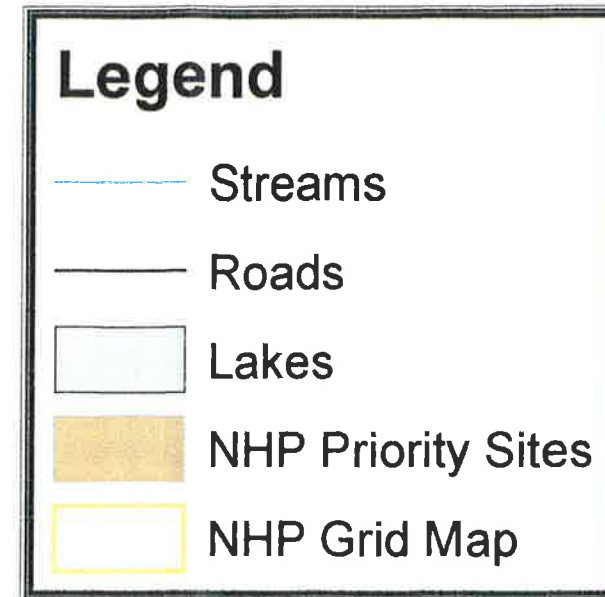 Legend
Streams
Roads
Lakes
NHP Priority Sites
NHP Grid Map